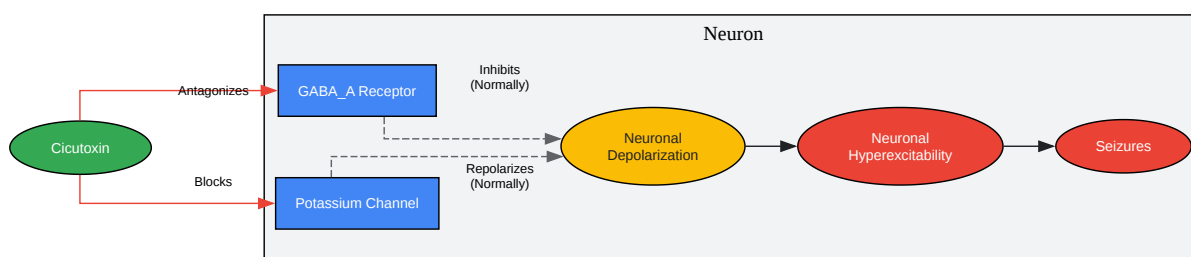 Neuron
Inhibits
(Normally)
Antagonizes
GABA_A Receptor
Neuronal
Depolarization
Neuronal
Hyperexcitability
Seizures
Cicutoxin
Blocks
Repolarizes
(Normally)
Potassium Channel